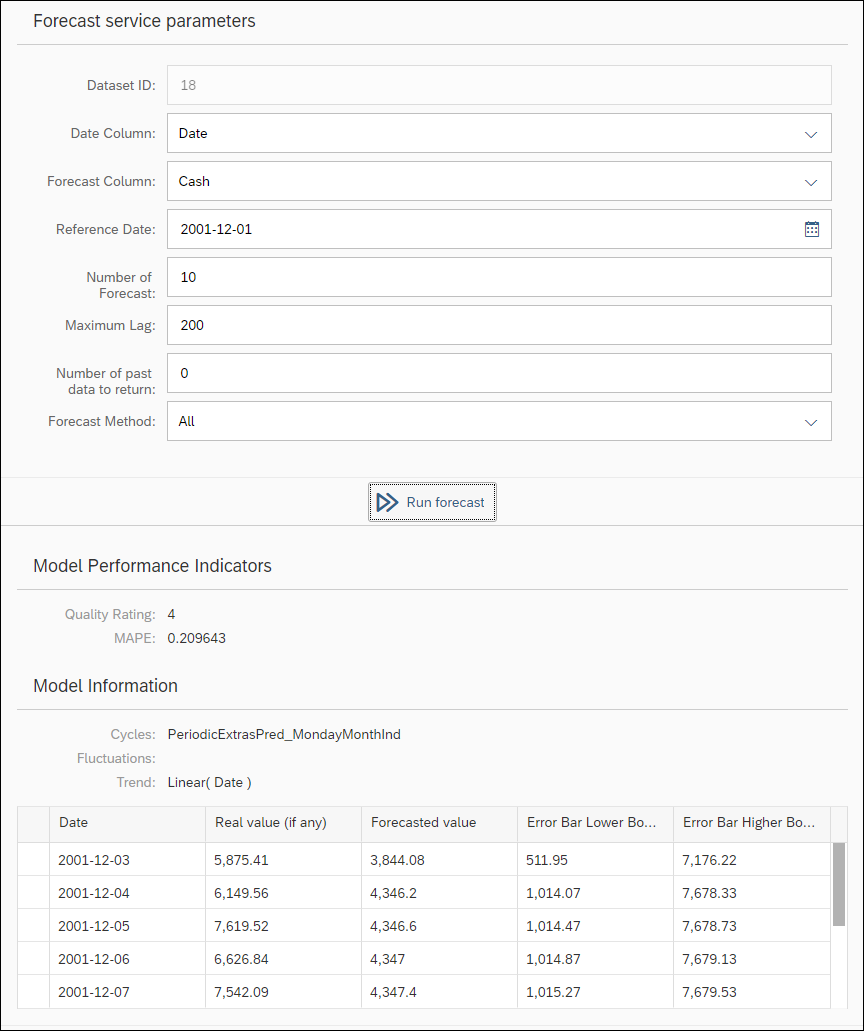 Forecast service parameters
Dataset ID: 18
Date Column: Date
Forecast Column: Cash
Reference Date: 2001-12-01
Number of Forecast: 10
Maximum Lag: 200
Number of past data to return: 0
Forecast Method: All
Run forecast
Model Performance Indicators
Quality Rating: 4
MAPE: 0.209643
Model Information
Cycles: PeriodicExtrasPred_MondayMonthInd
Fluctuations:
Trend: Linear( Date )
Date Real value (if any) Forecasted value Error Bar Lower Bo... Error Bar Higher Bo...
2001-12-03 5,875.41 3,844.08 511.95 7,176.22
2001-12-04 6,149.56 4,346.2 1,014.07 7,678.33
2001-12-05 7,619.52 4,346.6 1,014.47 7,678.73
2001-12-06 6,626.84 4,347 1,014.87 7,679.13
2001-12-07 7,542.09 4,347.4 1,015.27 7,679.53